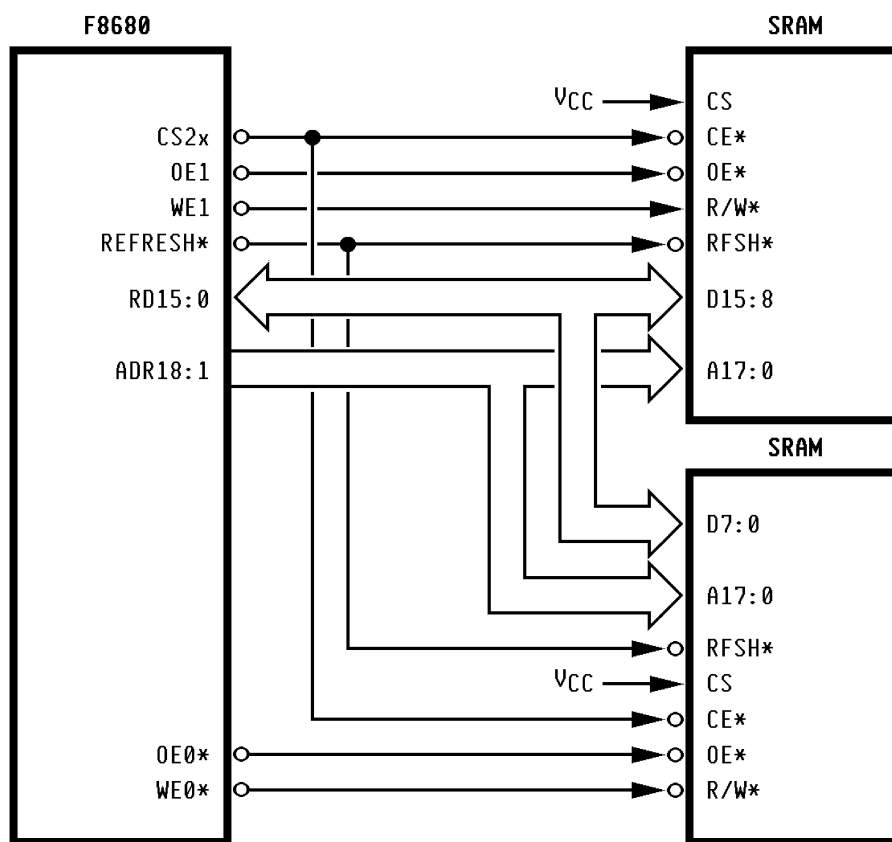 F8680
SRAM
VCC
CS
CS2x
CE*
OE1
OE*
WE1
R/W*
REFRESH*
RFSH*
RD15:0
D15:8
ADR18:1
A17:0
SRAM
D7:0
A17:0
RFSH*
VCC
CS
CE*
OE0*
OE*
WE0*
R/W*